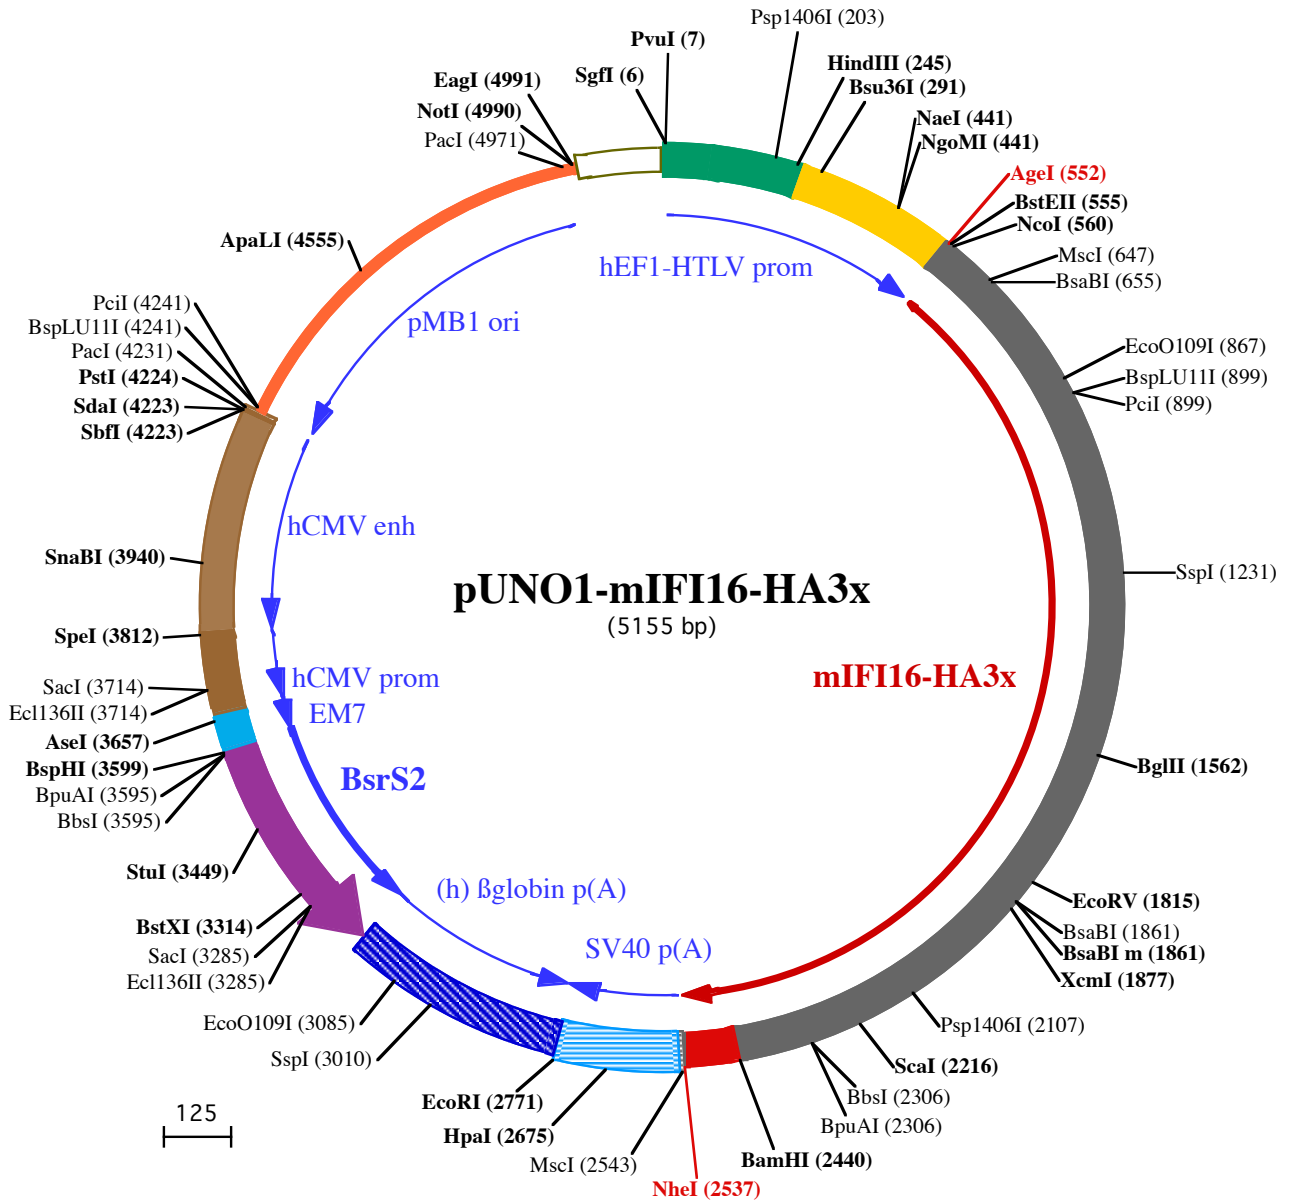 Psp1406I (203)
PvuI (7)
HindIII (245)
SgfI (6)
EagI (4991)
Bsu36I (291)
NotI (4990)
NaeI (441)
PacI (4971)
NgoMI (441)
AgeI (552)
BstEII (555)
NcoI (560)
ApaLI (4555)
MscI (647)
hEF1-HTLV prom
BsaBI (655)
PciI (4241)
pMB1 ori
BspLU11I (4241)
EcoO109I (867)
PacI (4231)
BspLU11I (899)
PstI (4224)
PciI (899)
SdaI (4223)
SbfI (4223)
hCMV enh
SnaBI (3940)
SspI (1231)
pUNO1-mIFI16-HA3x
(5155 bp)
SpeI (3812)
mIFI16-HA3x
hCMV prom
SacI (3714)
Ecl136II (3714)
EM7
AseI (3657)
BspHI (3599)
BglII (1562)
BsrS2
BpuAI (3595)
BbsI (3595)
StuI (3449)
(h) ßglobin p(A)
EcoRV (1815)
BstXI (3314)
BsaBI (1861)
SV40 p(A)
BsaBI m (1861)
SacI (3285)
XcmI (1877)
Ecl136II (3285)
EcoO109I (3085)
Psp1406I (2107)
SspI (3010)
ScaI (2216)
BbsI (2306)
EcoRI (2771)
125
BpuAI (2306)
HpaI (2675)
BamHI (2440)
MscI (2543)
NheI (2537)